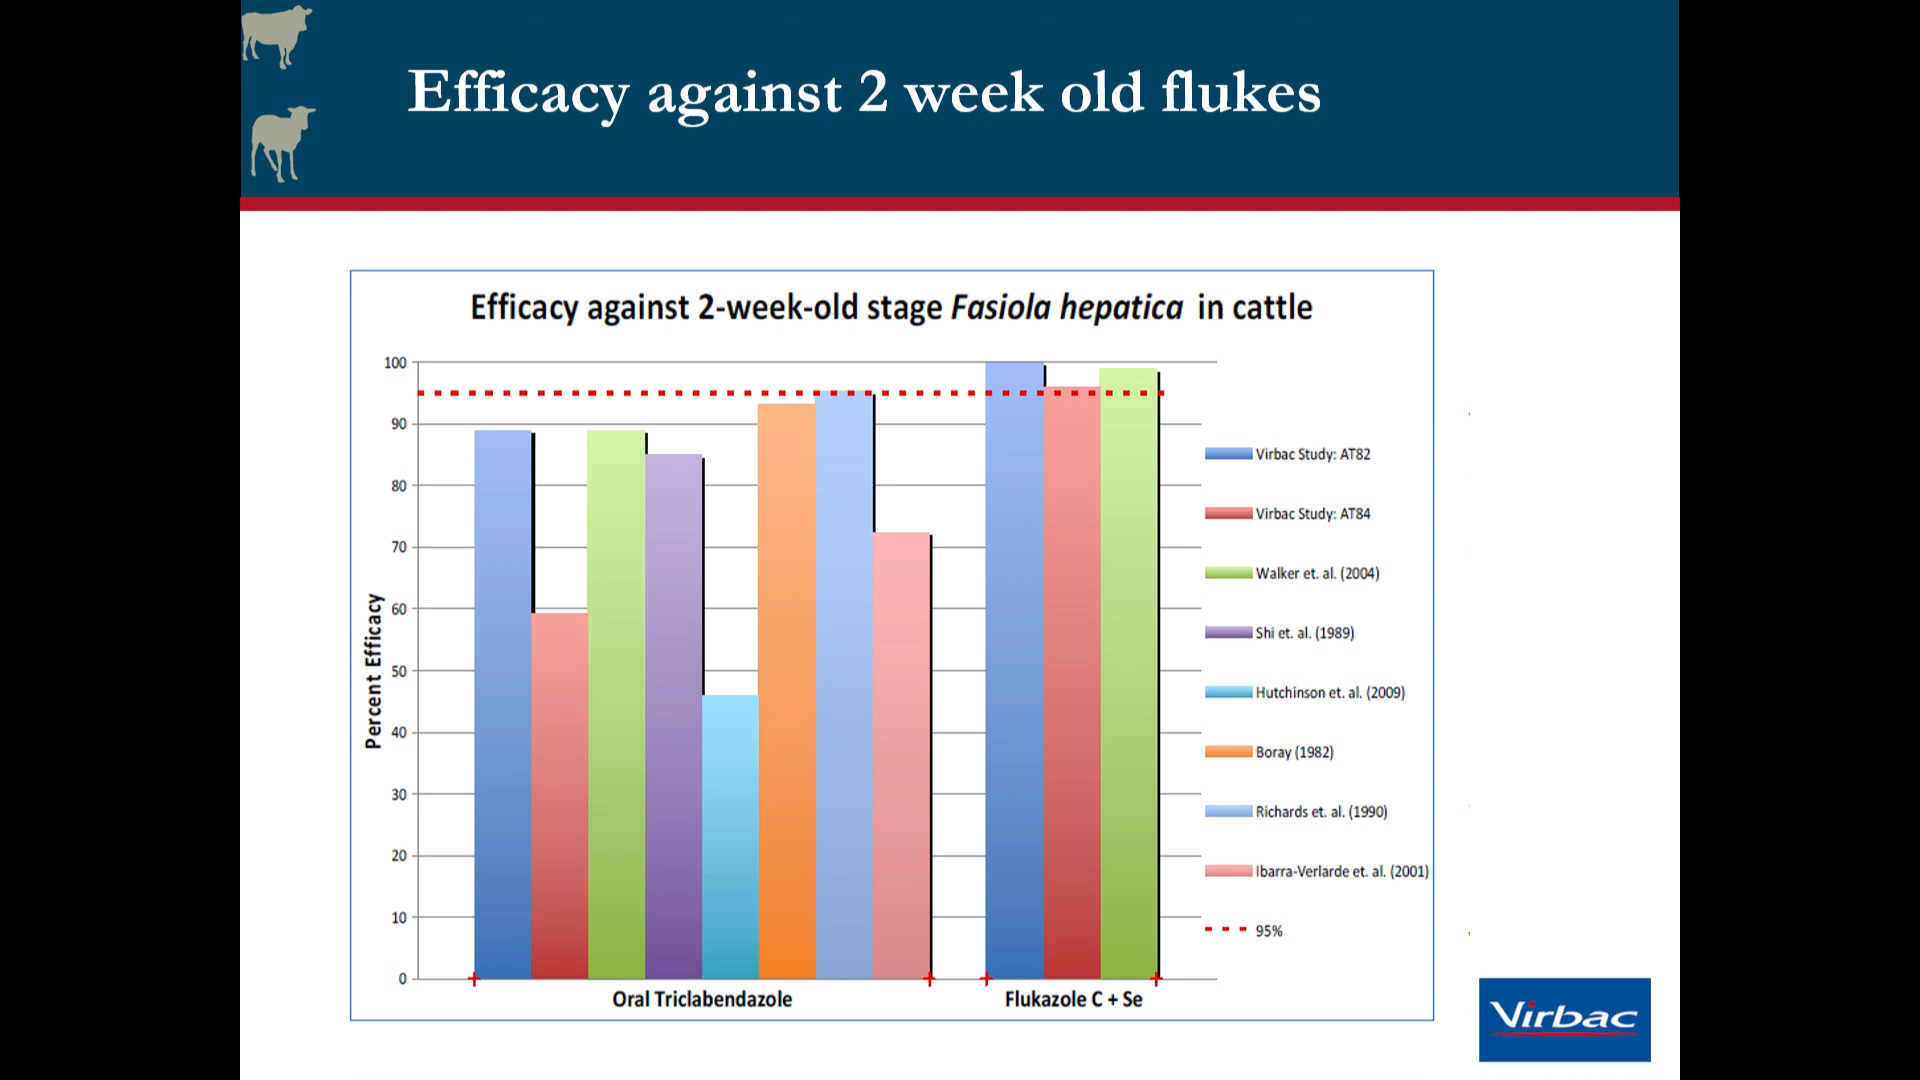 Efficacy against 2 week old flukes
Efficacy against 2-week-old stage Fasiola hepatica in cattle
Percent Efficacy
100
90
80
70
60
50
40
30
20
10
0
Oral Triclabendazole
Flukazole C + Se
Virbac Study: AT82
Virbac Study: AT84
Walker et. al. (2004)
Shi et. al. (1989)
Hutchinson et. al. (2009)
Boray (1982)
Richards et. al. (1990)
Ibarra-Verlarde et. al. (2001)
95%
Virbac